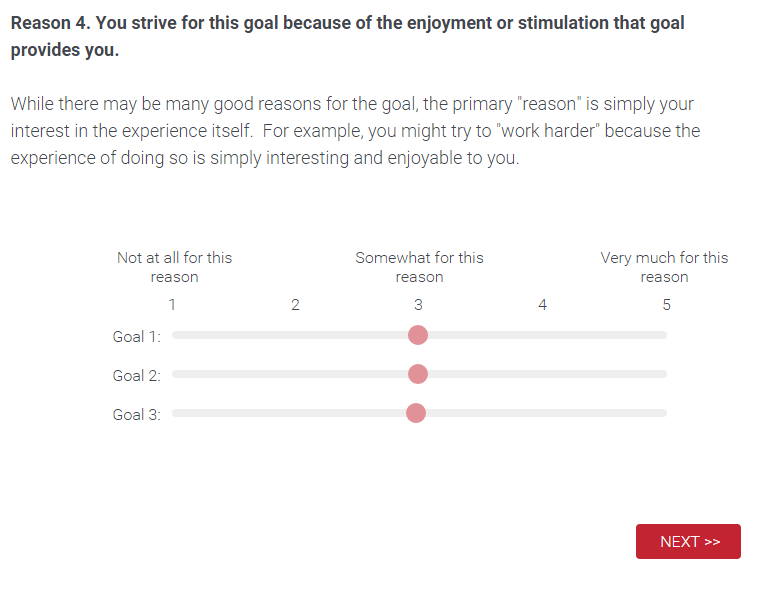 Reason 4. You strive for this goal because of the enjoyment or stimulation that goal
provides you.
While there may be many good reasons for the goal, the primary "reason" is simply your
interest in the experience itself.  For example, you might try to "work harder" because the
experience of doing so is simply interesting and enjoyable to you.
Not at all for this reason
Somewhat for this reason
Very much for this reason
1 2 3 4 5
Goal 1:
Goal 2:
Goal 3:
NEXT >>